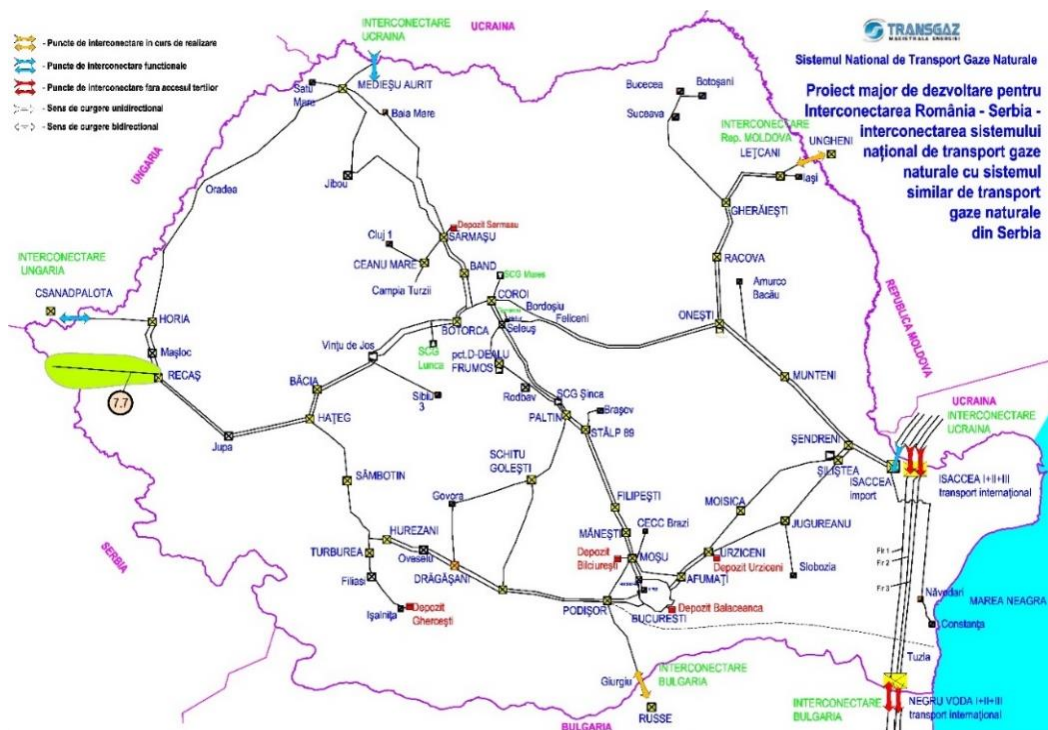 - Puncte de interconectare in curs de realizare
- Puncte de interconectare functionale
- Puncte de interconectare fara accesul tertilor
- Sens de curgere unidirectional
- Sens de curgere bidirectional
TRANSGAZ
MAGISTRALA ENERGIEI
Sistemul National de Transport Gaze Naturale
Proiect major de dezvoltare pentru
Interconectarea România - Serbia -
interconectarea sistemului
național de transport gaze
naturale cu sistemul
similar de transport
gaze naturale
din Serbia
INTERCONECTARE
UCRAINA
UCRAINA
MEDIEȘU AURIT
Satu
Mare
Baia Mare
Bucecea
Botoșani
Suceava
INTERCONECTARE
Rep. MOLDOVA
UNGHENI
LEȚCANI
Iași
UNGARIA
Oradea
Jibou
GHERĂIEȘTI
Depozit Sarmasu
SĂRMAȘU
Cluj 1
CEANU MARE
Campia Turzii
BAND
RACOVA
Amurco
Bacău
REPUBLICA MOLDOVA
INTERCONECTARE
UNGARIA
CSANADPALOTA
HORIA
SCG Mures
COROI
Bordoșiu
Feliceni
Seleuș
ONEȘTI
BOTORCA
Mașloc
RECAȘ
7.7
Vințu de Jos
SCG
Lunca
pct.D-DEALU
FRUMOS
BĂCIA
Sibiu
3
Rodbav
SCG Șinca
MUNTENI
HAȚEG
PALTIN
Brașov
STÂLP 89
UCRAINA
INTERCONECTARE
UCRAINA
Jupa
ȘENDRENI
SILIȘTEA
ISACCEA
import
ISACCEA I+II+III
transport internațional
SÂMBOTIN
SCHITU
GOLEȘTI
Govora
FILIPEȘTI
MOISICA
JUGUREANU
HUREZANI
MĂNEȘTI
CECC Brazi
TURBUREA
Oveselu
Depozit
Bilciurești
MOȘU
URZICENI
Depozit Urziceni
Slobozia
Fir 1
Fir 2
Fir 3
SERBIA
DRĂGĂȘANI
AFUMAȚI
Filiași
Ișalnița
Depozit
Ghercești
PODIȘOR
BUCUREȘTI
Depozit Balaceanca
Năvodari
MAREA NEAGRA
Constanța
Tuzla
Giurgiu
INTERCONECTARE
BULGARIA
RUSSE
BULGARIA
INTERCONECTARE
BULGARIA
NEGRU VODA I+II+III
transport internațional